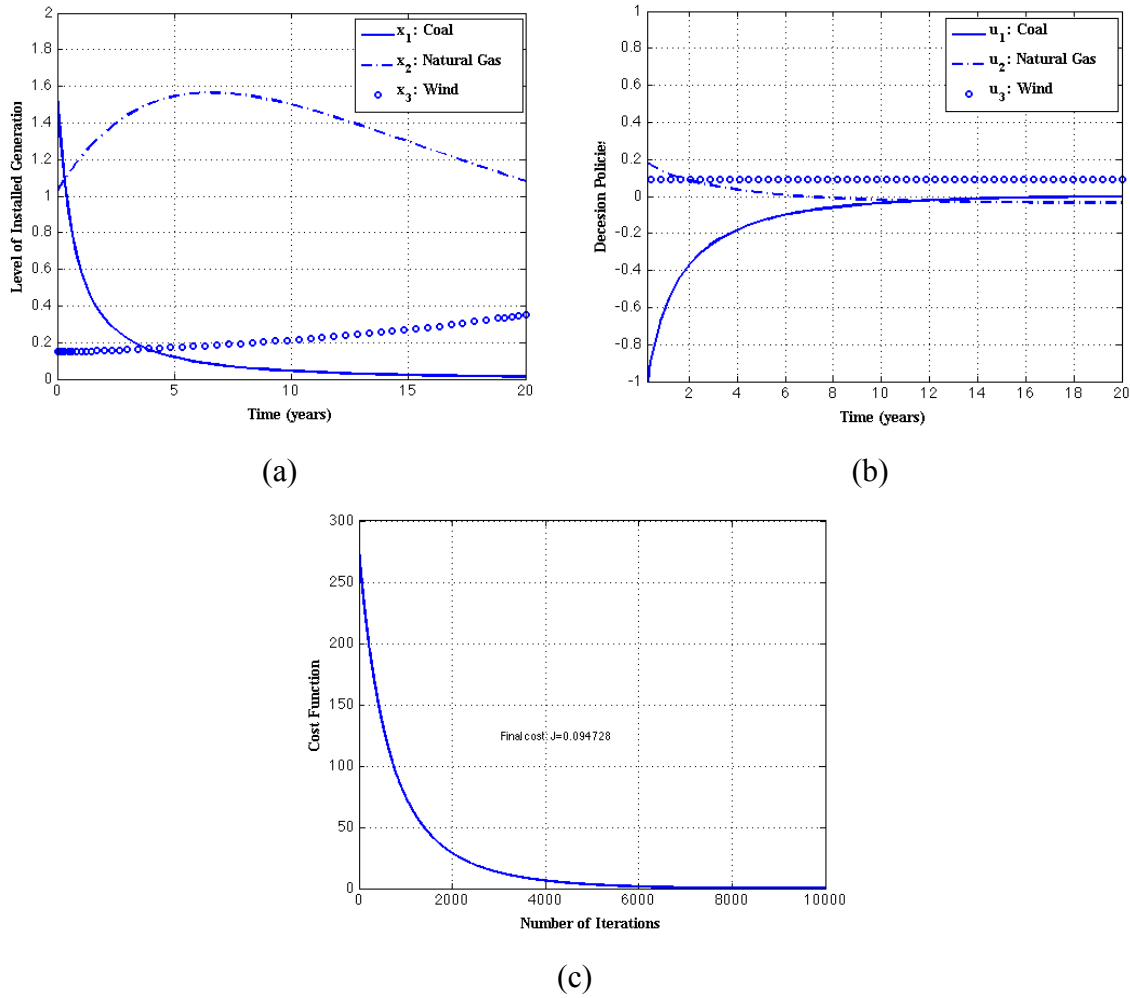 2
1.8
1.6
1.4
1.2
1
0.8
0.6
0.4
0.2
0
Level of Installed Generation
x1: Coal
x2: Natural Gas
x3: Wind
0 5 10 15 20
Time (years)
(a)
1
0.8
0.6
0.4
0.2
0
-0.2
-0.4
-0.6
-0.8
-1
Decesion Policies
u1: Coal
u2: Natural Gas
u3: Wind
2 4 6 8 10 12 14 16 18 20
Time (years)
(b)
300
250
200
150
100
50
0
Cost Function
Final cost: J=0.094728
0 2000 4000 6000 8000 10000
Number of Iterations
(c)